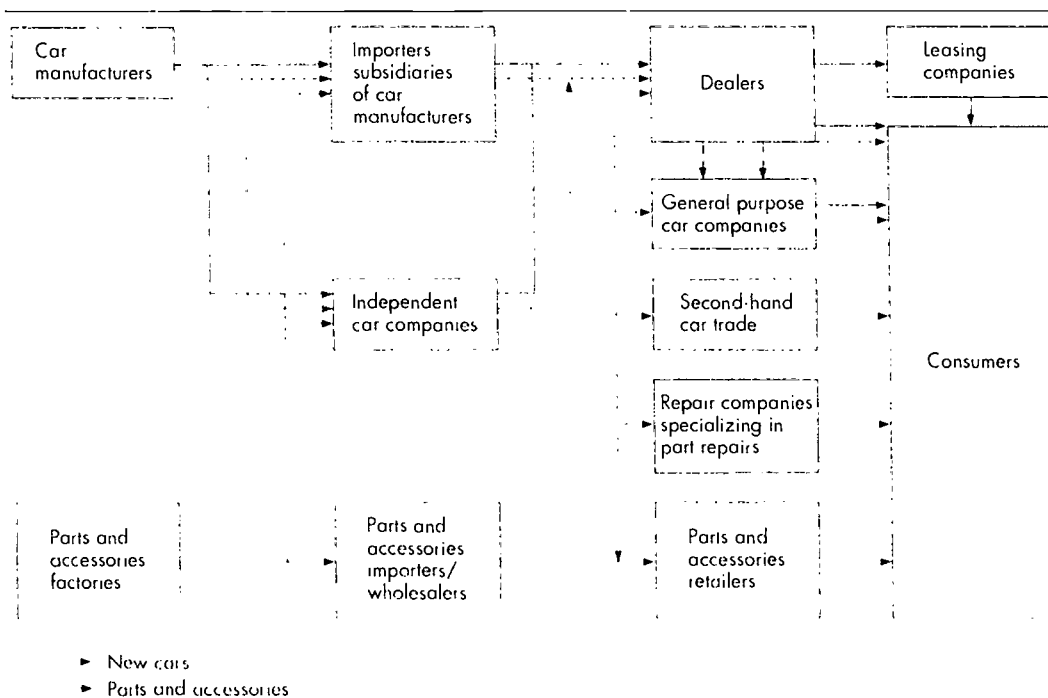 Car
manufacturers
Importers
subsidiaries
of car
manufacturers
Dealers
Leasing
companies
General purpose
car companies
Independent
car companies
Second-hand
car trade
Consumers
Repair companies
specializing in
part repairs
Parts and
accessories
factories
Parts and
accessories
importers/
wholesalers
Parts and
accessories
retailers
New cars
Parts and accessories